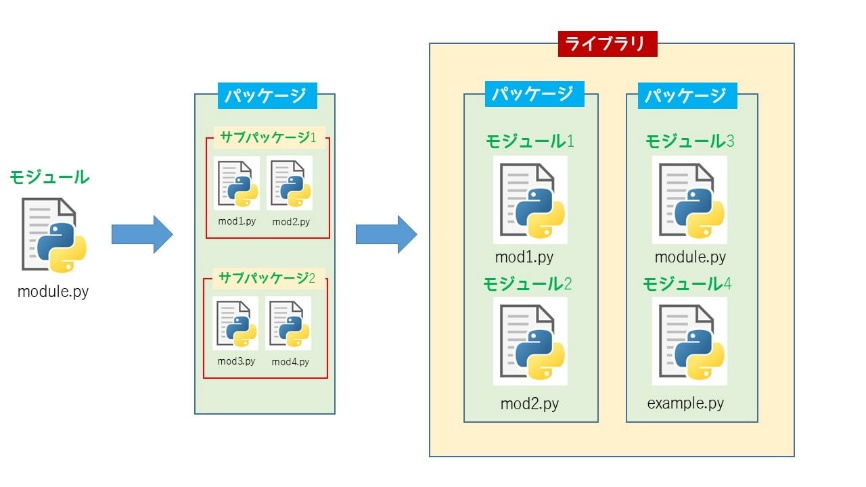 モジュール
module.py
パッケージ
サブパッケージ1
mod1.py
mod2.py
サブパッケージ2
mod3.py
mod4.py
ライブラリ
パッケージ
モジュール1
mod1.py
モジュール2
mod2.py
パッケージ
モジュール3
module.py
モジュール4
example.py